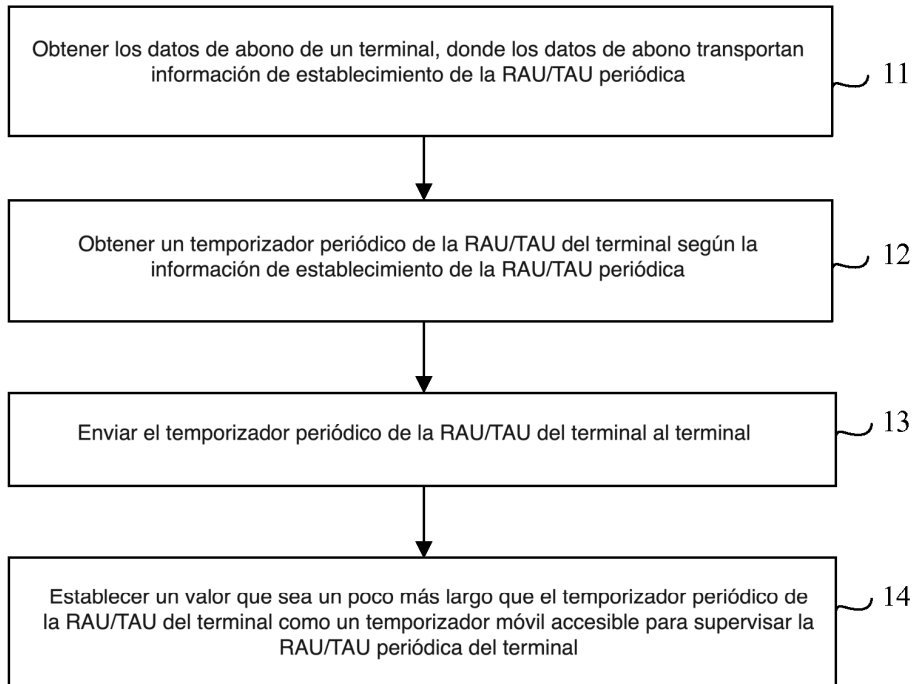 Obtener los datos de abono de un terminal, donde los datos de abono transportan
información de establecimiento de la RAU/TAU periódica
11
Obtener un temporizador periódico de la RAU/TAU del terminal según la
información de establecimiento de la RAU/TAU periódica
12
Enviar el temporizador periódico de la RAU/TAU del terminal al terminal
13
Establecer un valor que sea un poco más largo que el temporizador periódico de
la RAU/TAU del terminal como un temporizador móvil accesible para supervisar la
RAU/TAU periódica del terminal
14